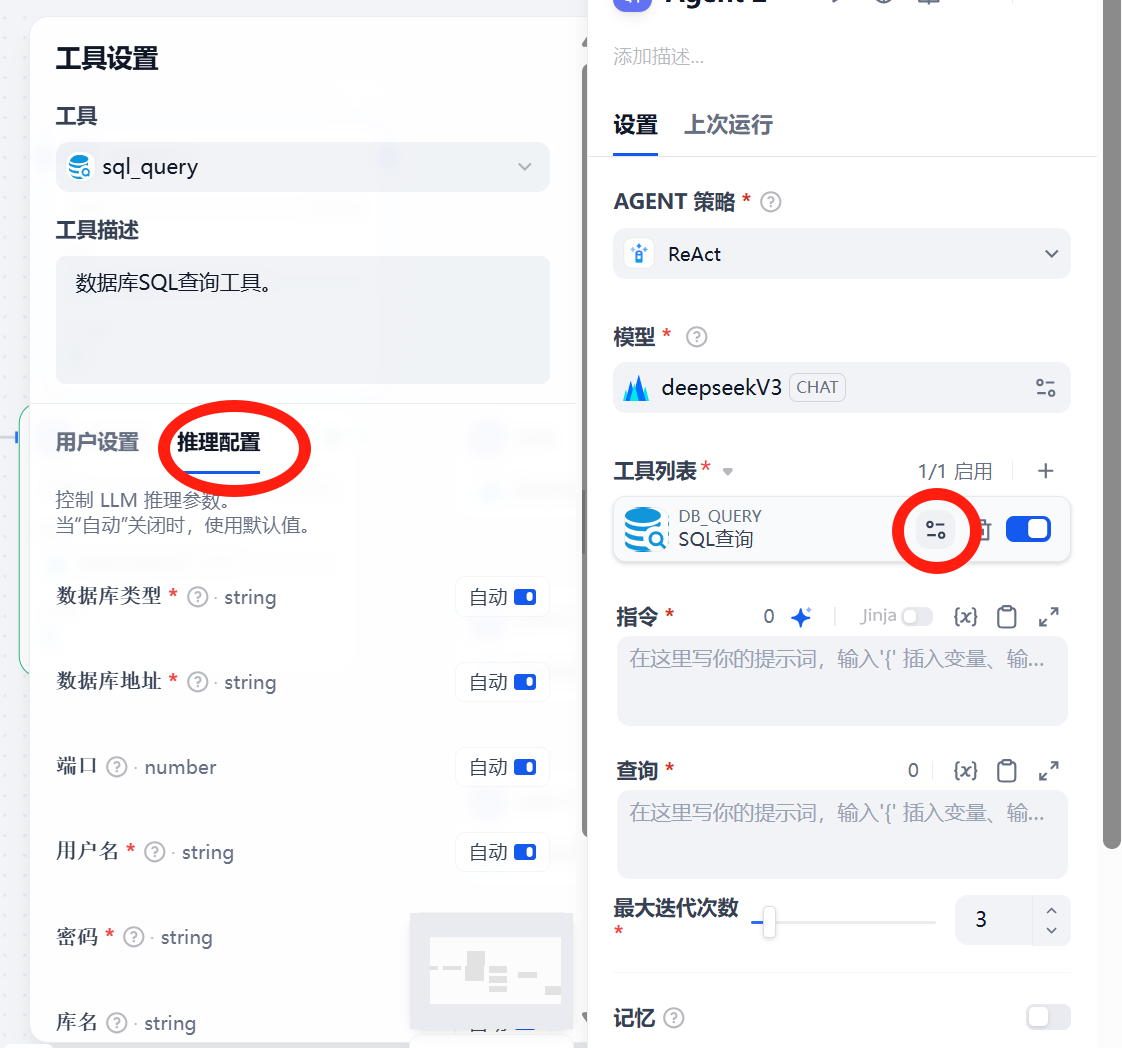 工具设置
工具
sql_query
工具描述
数据库SQL查询工具。
用户设置
推理配置
控制 LLM 推理参数。
当“自动”关闭时，使用默认值。
数据库类型 * · string
自动
数据库地址 * · string
自动
端口 · number
自动
用户名 * · string
自动
密码 * · string
库名 · string
添加描述...
设置
上次运行
AGENT 策略 *
ReAct
模型 *
deepseekV3 CHAT
工具列表 *
1/1 启用
DB_QUERY
SQL查询
指令 *
0
Jinja
{x}
在这里写你的提示词，输入'{' 插入变量、输...
查询 *
0
{x}
在这里写你的提示词，输入'{' 插入变量、输...
最大迭代次数
*
3
记忆